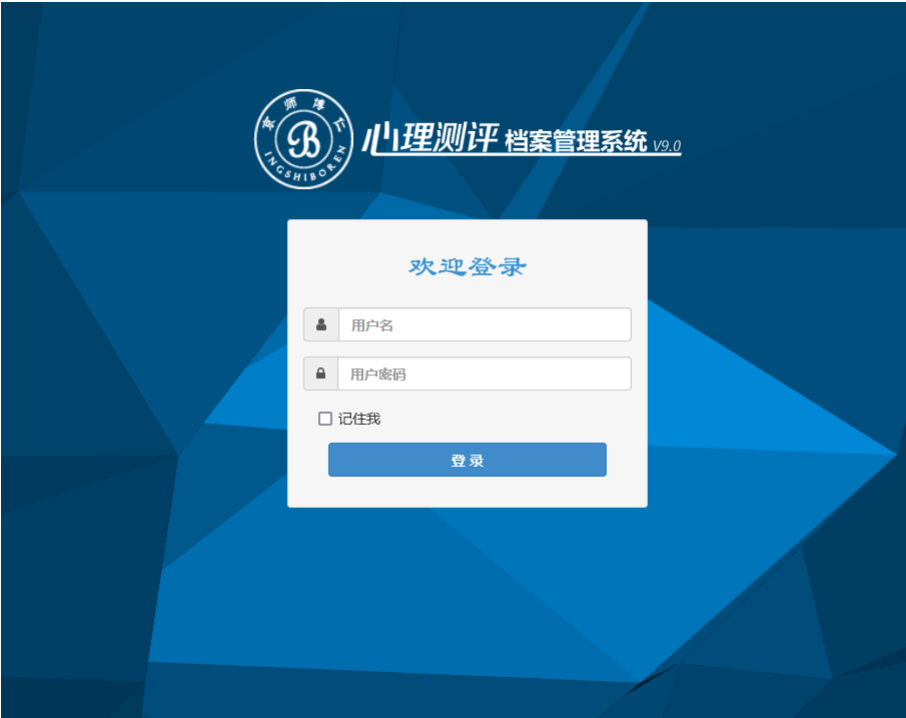 京师博仁
JINGSHIBOREN
B
心理测评 档案管理系统 V9.0
欢迎登录
用户名
用户密码
记住我
登 录